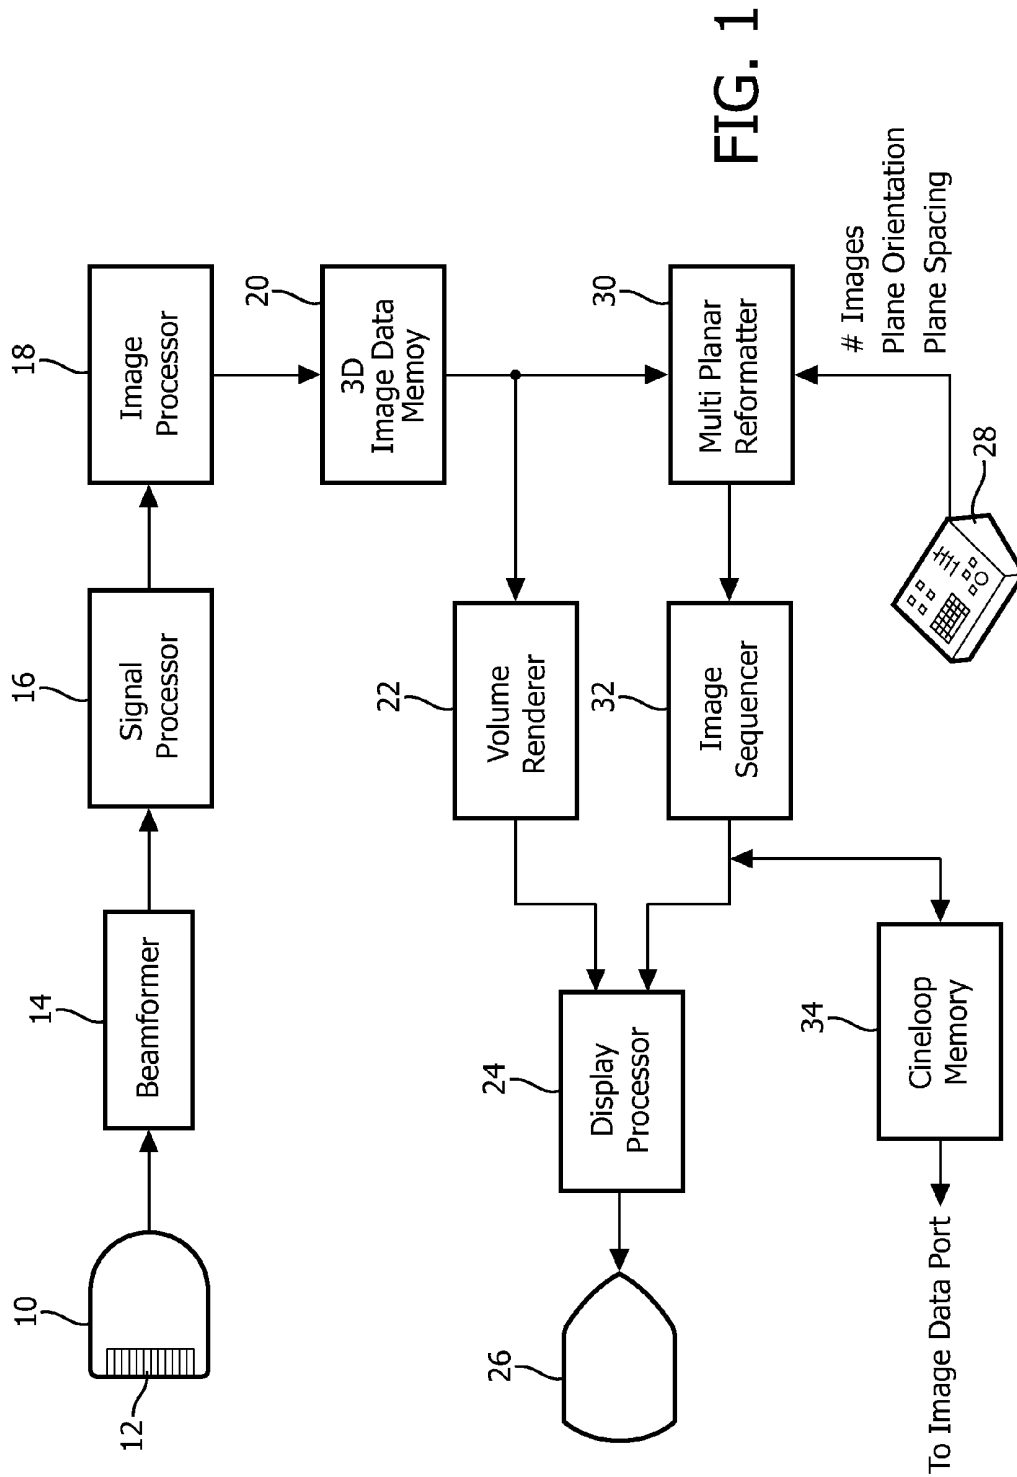 10
12
14
Beamformer
16
Signal
Processor
18
Image
Processor
20
3D
Image Data
Memoy
22
Volume
Renderer
24
Display
Processor
26
30
Multi Planar
Reformatter
32
Image
Sequencer
34
Cineloop
Memory
To Image Data Port
28
# Images
Plane Orientation
Plane Spacing
FIG. 1